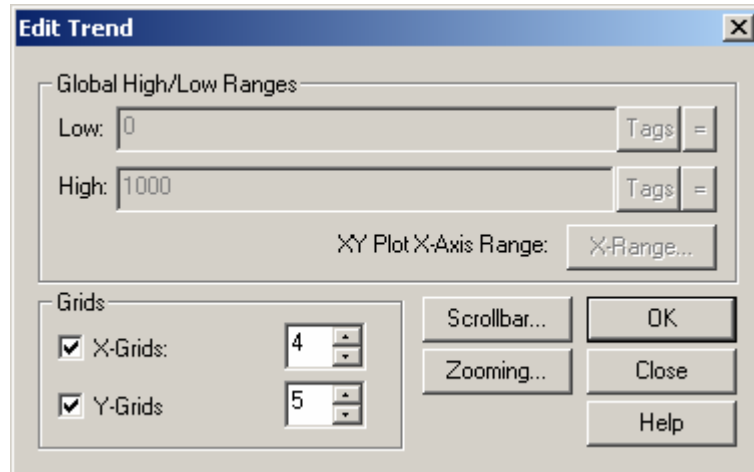 Edit Trend
Global High/Low Ranges
Low: 0 Tags =
High: 1000 Tags =
XY Plot X-Axis Range: X-Range...
Grids
X-Grids: 4
Y-Grids 5
Scrollbar... OK
Zooming... Close
Help